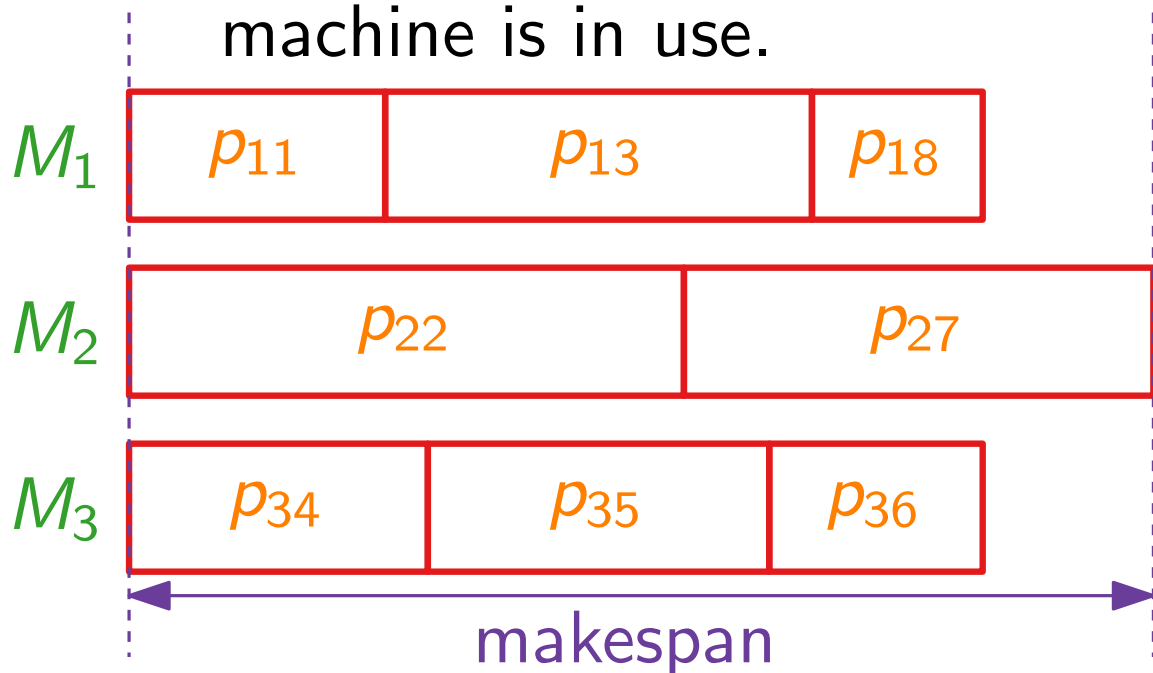 machine is in use.
M₁ p₁₁ p₁₃ p₁₈
M₂ p₂₂ p₂₇
M₃ p₃₄ p₃₅ p₃₆
makespan